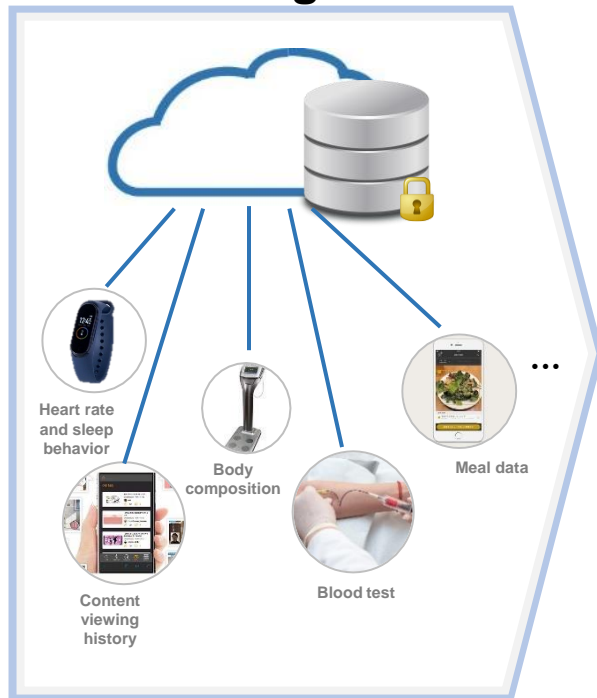 Heart rate
and sleep
behavior
Body
composition
Meal data
...
Content
viewing
history
Blood test